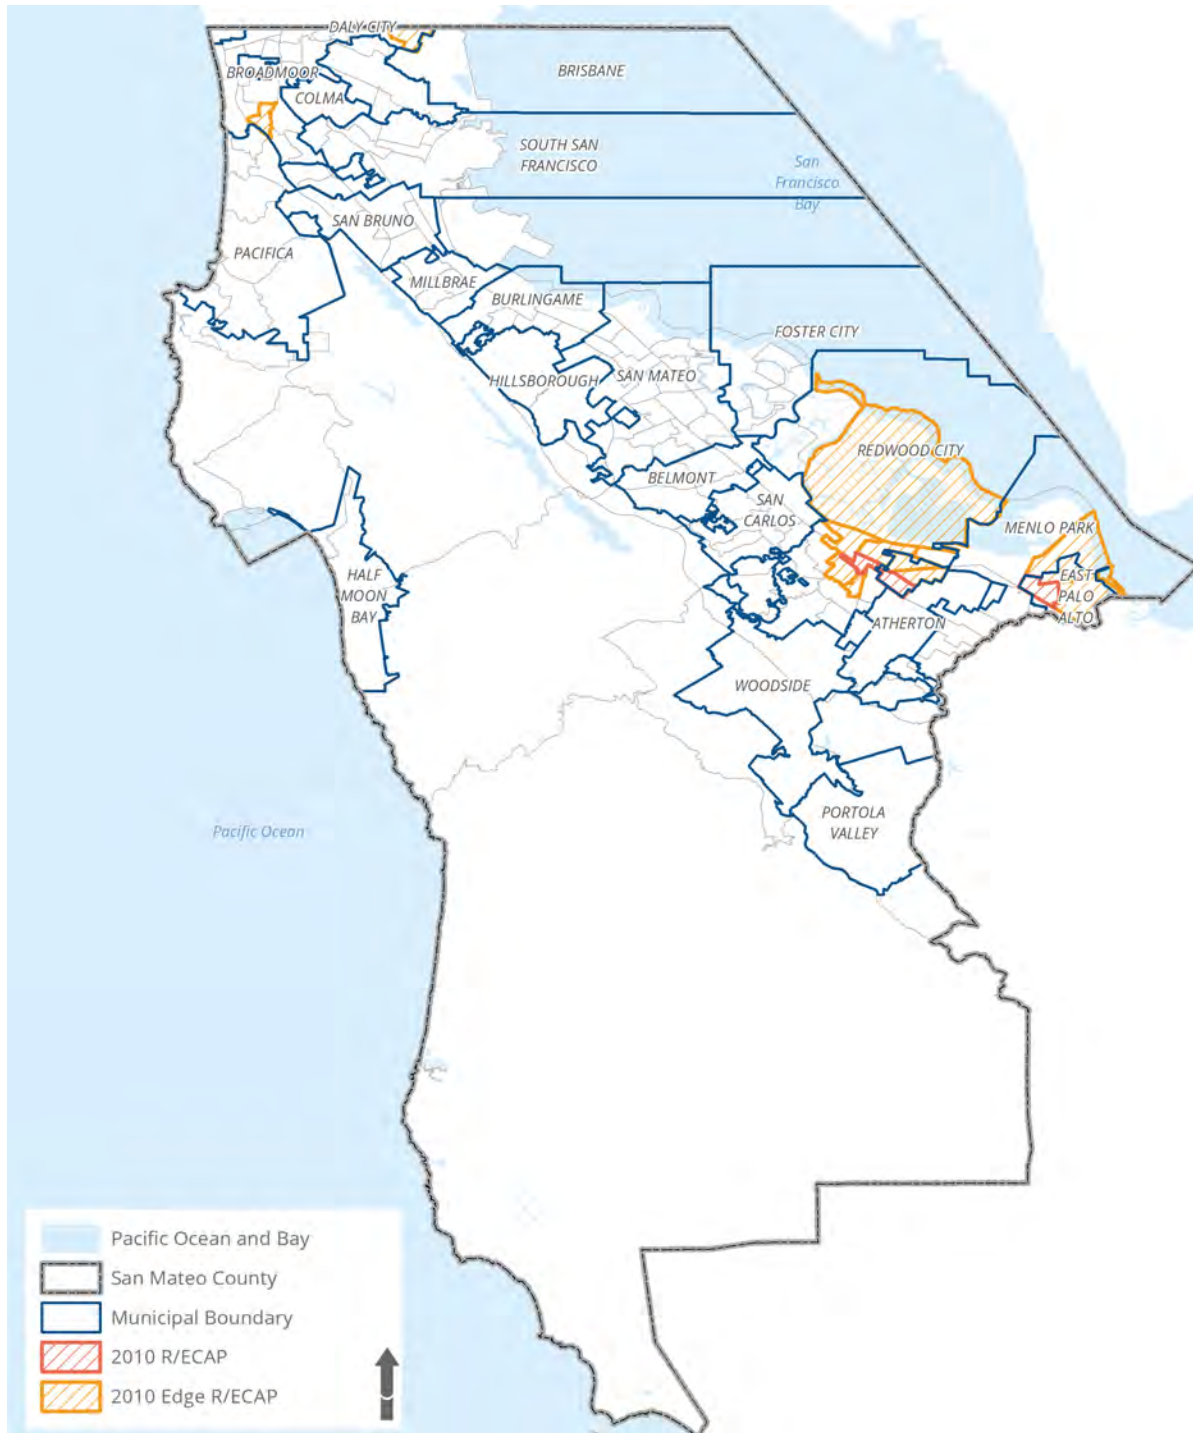 DALY CITY
BROADMOOR
BRISBANE
COLMA
SOUTH SAN
FRANCISCO
San
Francisco
Bay
SAN BRUNO
PACIFICA
MILLBRAE
BURLINGAME
FOSTER CITY
HILLSBOROUGH
SAN MATEO
REDWOOD CITY
BELMONT
SAN
CARLOS
MENLO PARK
HALF
MOON
BAY
EAST
PALO
ALTO
ATHERTON
WOODSIDE
PORTOLA
VALLEY
Pacific Ocean
Pacific Ocean and Bay
San Mateo County
Municipal Boundary
2010 R/ECAP
2010 Edge R/ECAP